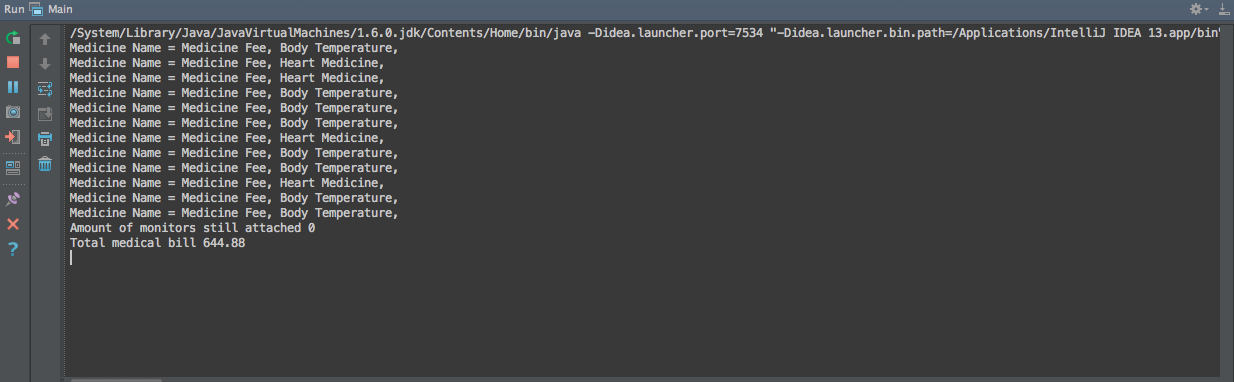 Run Main
/System/Library/Java/JavaVirtualMachines/1.6.0.jdk/Contents/Home/bin/java -Didea.launcher.port=7534 "-Didea.launcher.bin.path=/Applications/IntelliJ IDEA 13.app/bin"
Medicine Name = Medicine Fee, Body Temperature,
Medicine Name = Medicine Fee, Heart Medicine,
Medicine Name = Medicine Fee, Heart Medicine,
Medicine Name = Medicine Fee, Body Temperature,
Medicine Name = Medicine Fee, Body Temperature,
Medicine Name = Medicine Fee, Body Temperature,
Medicine Name = Medicine Fee, Heart Medicine,
Medicine Name = Medicine Fee, Body Temperature,
Medicine Name = Medicine Fee, Body Temperature,
Medicine Name = Medicine Fee, Heart Medicine,
Medicine Name = Medicine Fee, Body Temperature,
Medicine Name = Medicine Fee, Body Temperature,
Amount of monitors still attached 0
Total medical bill 644.88